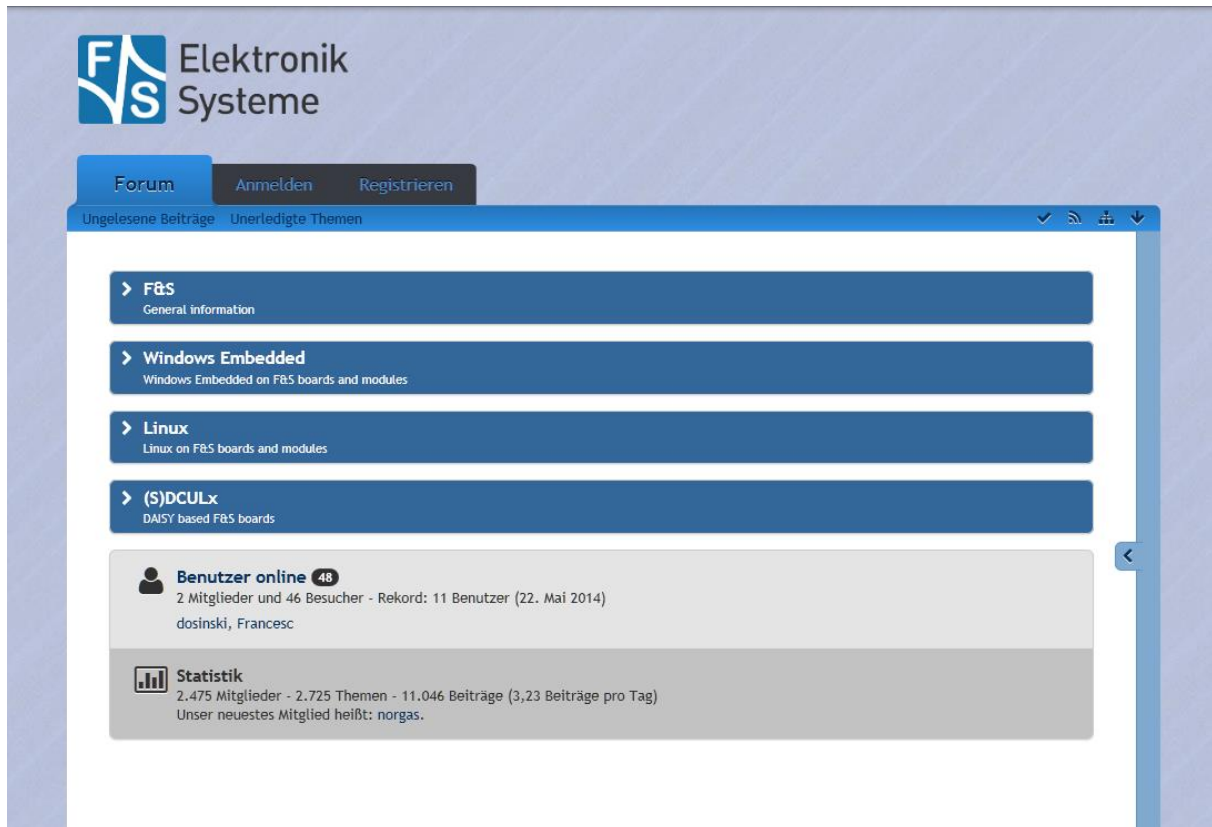 F&S Elektronik
Systeme
Forum Anmelden Registrieren
Ungelesene Beiträge Unerledigte Themen
F&S
General information
Windows Embedded
Windows Embedded on F&S boards and modules
Linux
Linux on F&S boards and modules
(S)DCULx
DAISY based F&S boards
Benutzer online 48
2 Mitglieder und 46 Besucher - Rekord: 11 Benutzer (22. Mai 2014)
dosinski, Francesc
Statistik
2.475 Mitglieder - 2.725 Themen - 11.046 Beiträge (3,23 Beiträge pro Tag)
Unser neuestes Mitglied heißt: norgas.